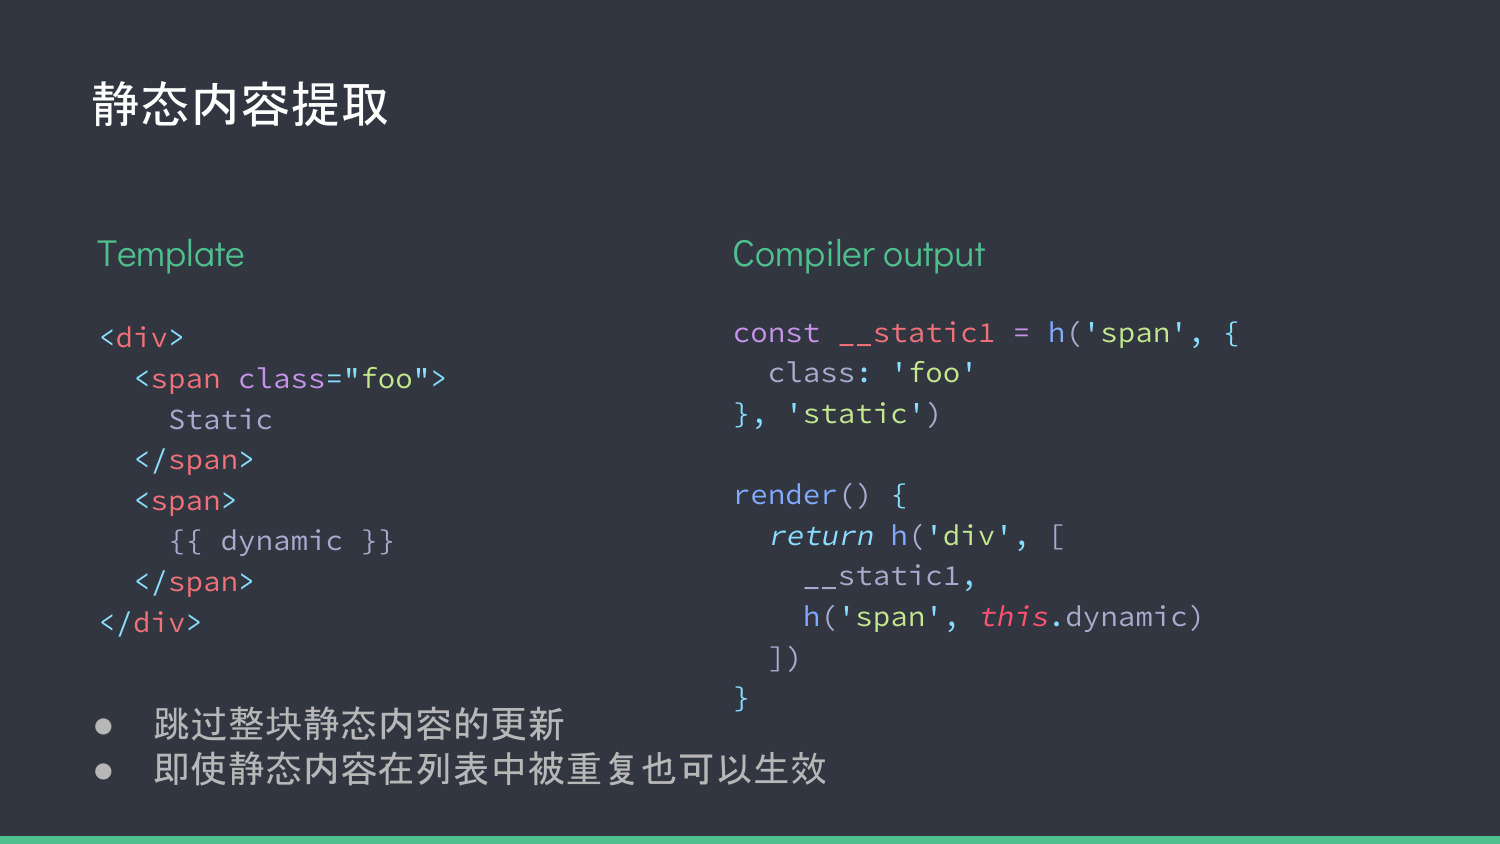 静态内容提取
Template
<div>
  <span class="foo">
    Static
  </span>
  <span>
    {{ dynamic }}
  </span>
</div>
Compiler output
const __static1 = h('span', {
  class: 'foo'
}, 'static')

render() {
  return h('div', [
    __static1,
    h('span', this.dynamic)
  ])
}
● 跳过整块静态内容的更新
● 即使静态内容在列表中被重复也可以生效